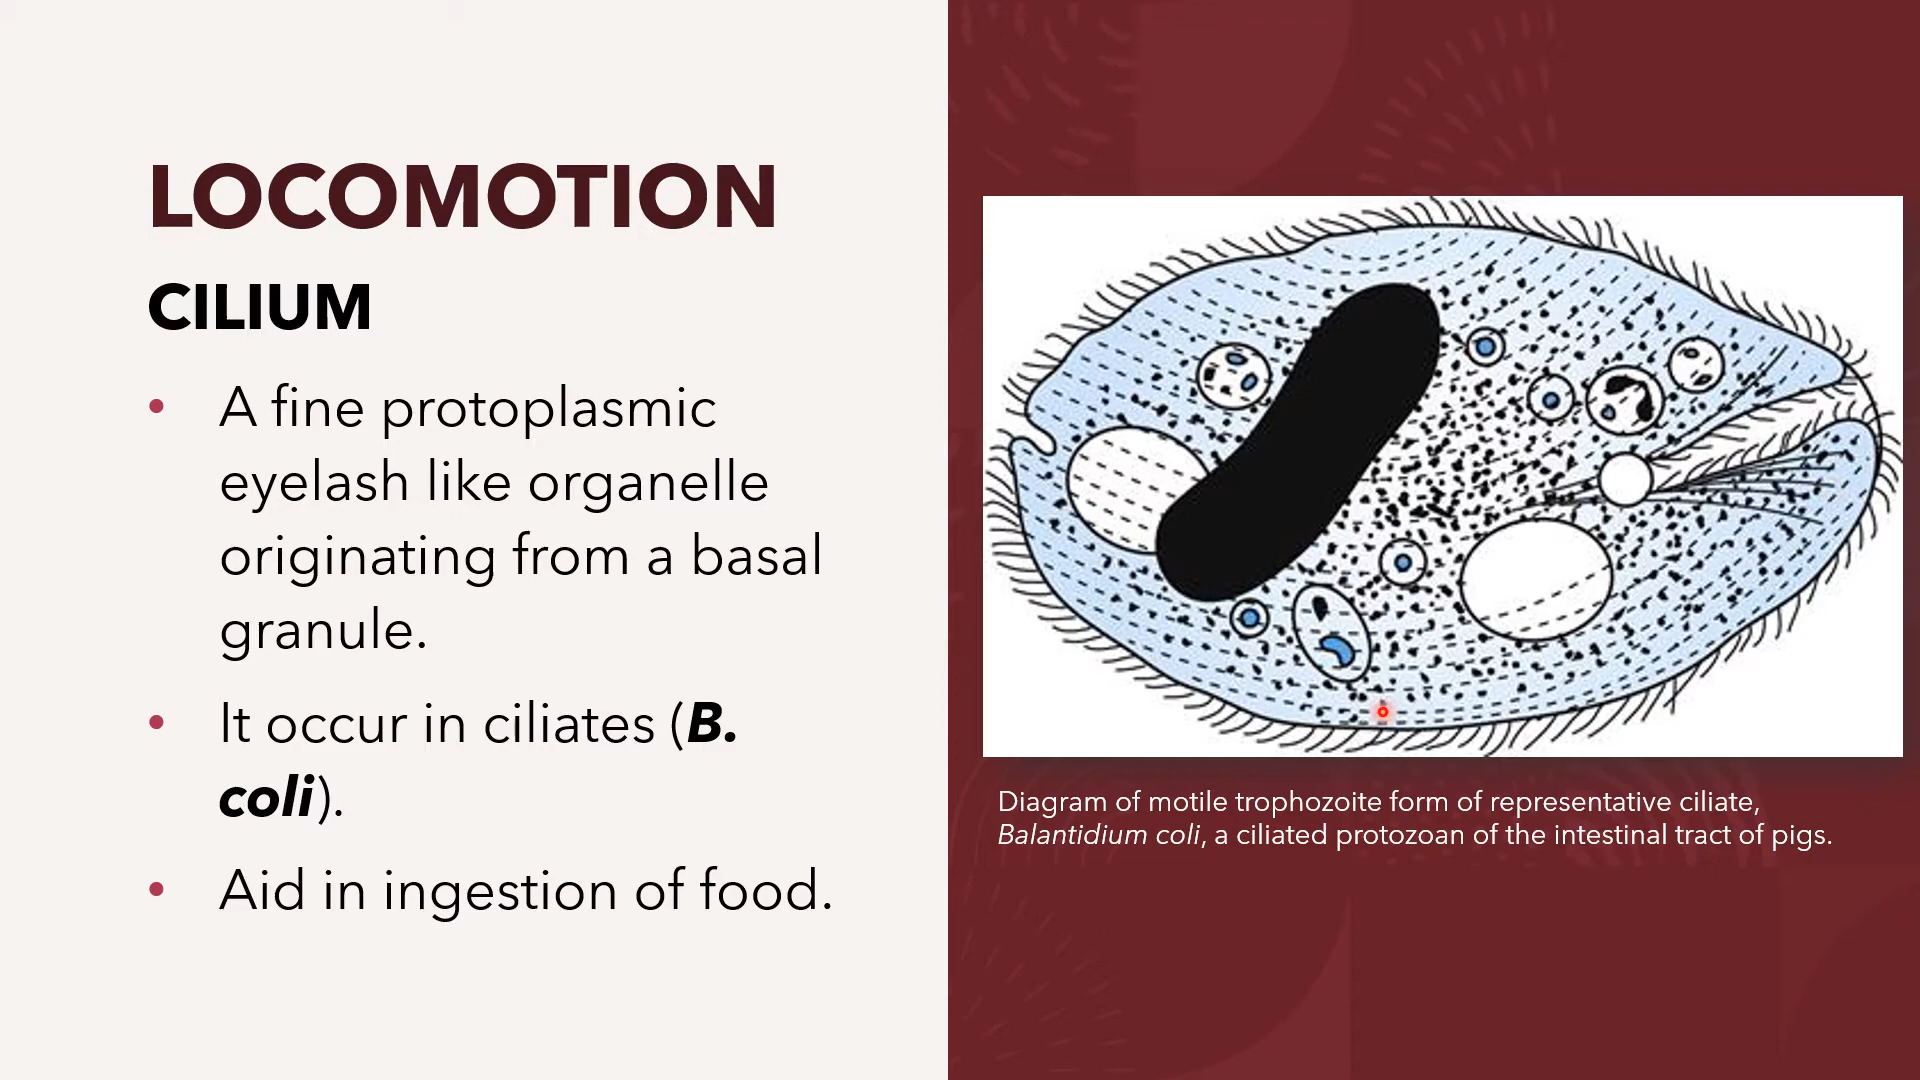 LOCOMOTION
CILIUM
• A fine protoplasmic
eyelash like organelle
originating from a basal
granule.
• It occur in ciliates (B.
coli).
• Aid in ingestion of food.
Diagram of motile trophozoite form of representative ciliate,
Balantidium coli, a ciliated protozoan of the intestinal tract of pigs.